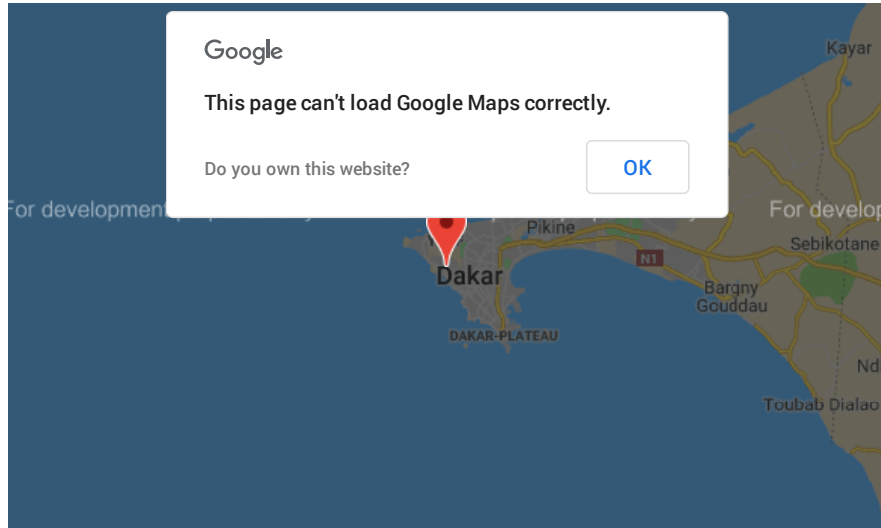 Google
This page can't load Google Maps correctly.
Do you own this website?
OK
Kayar
For development
For develop
Pikine
Sebikotane
N1
Dakar
Bargny
Gouddau
DAKAR-PLATEAU
Nd
Toubab Dialao